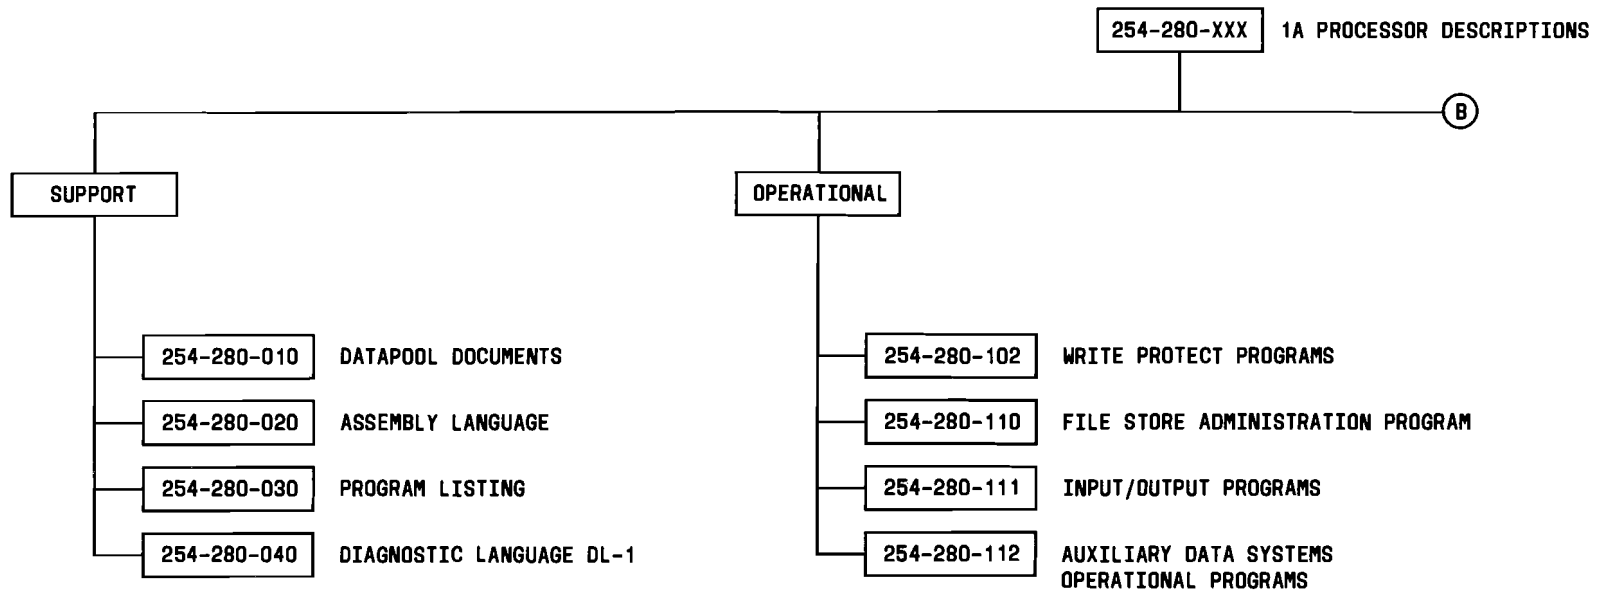 254-280-XXX 1A PROCESSOR DESCRIPTIONS
B
SUPPORT
OPERATIONAL
254-280-010 DATAPOOL DOCUMENTS
254-280-020 ASSEMBLY LANGUAGE
254-280-030 PROGRAM LISTING
254-280-040 DIAGNOSTIC LANGUAGE DL-1
254-280-102 WRITE PROTECT PROGRAMS
254-280-110 FILE STORE ADMINISTRATION PROGRAM
254-280-111 INPUT/OUTPUT PROGRAMS
254-280-112 AUXILIARY DATA SYSTEMS
OPERATIONAL PROGRAMS